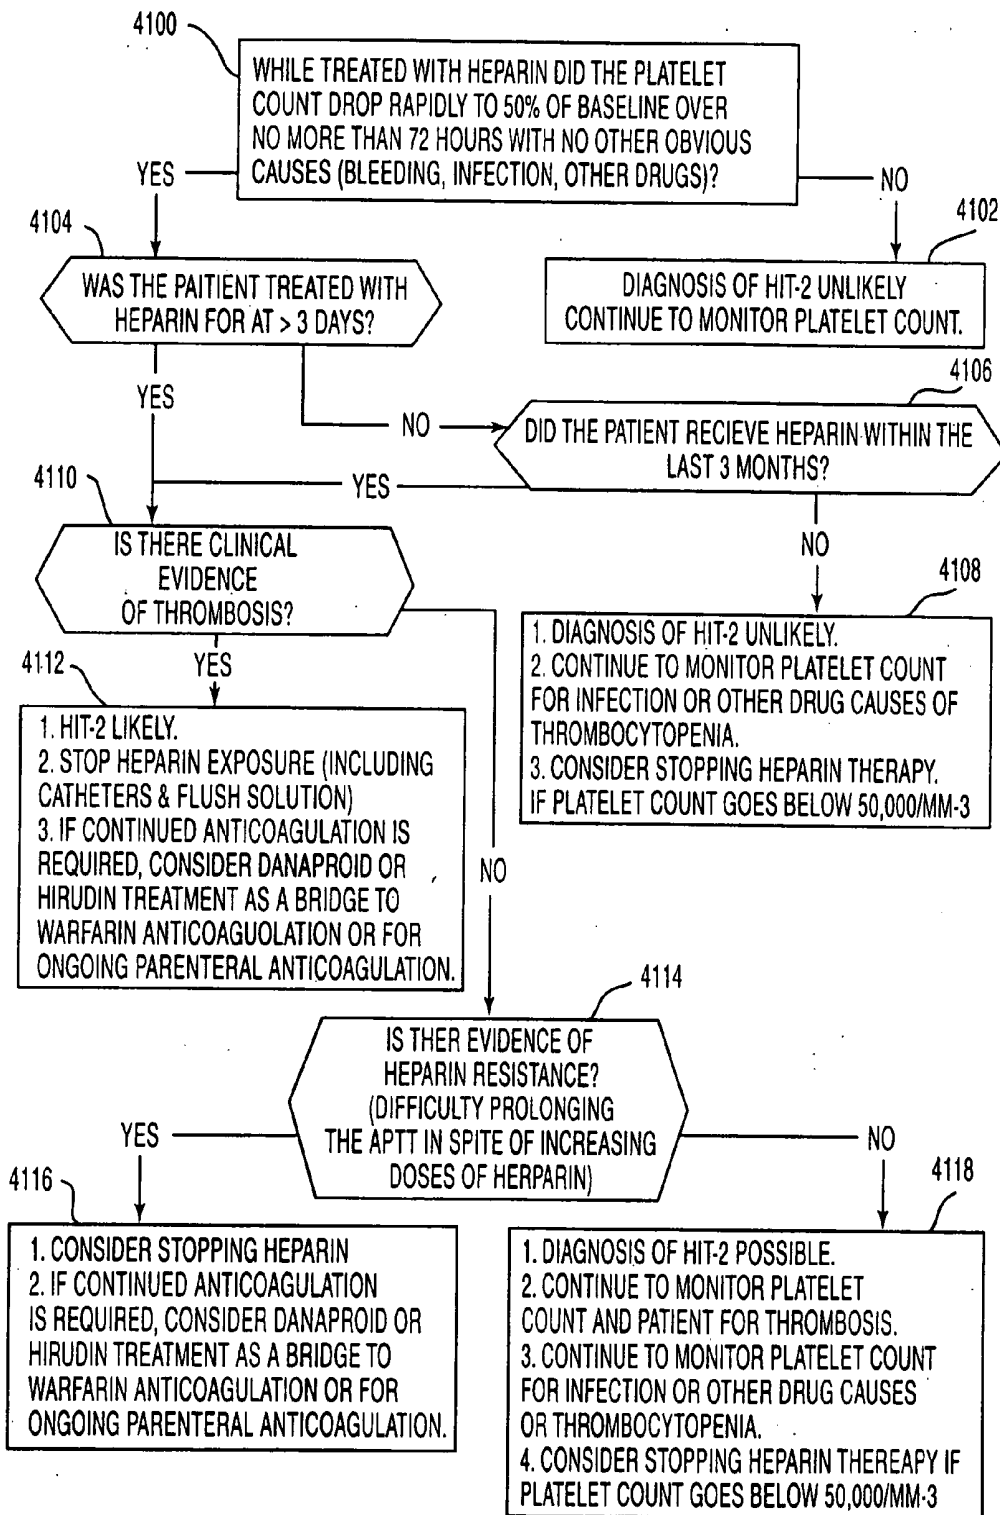 4100
WHILE TREATED WITH HEPARIN DID THE PLATELET
COUNT DROP RAPIDLY TO 50% OF BASELINE OVER
NO MORE THAN 72 HOURS WITH NO OTHER OBVIOUS
CAUSES (BLEEDING, INFECTION, OTHER DRUGS)?
YES
NO
4104
4102
WAS THE PAITIENT TREATED WITH
HEPARIN FOR AT > 3 DAYS?
DIAGNOSIS OF HIT-2 UNLIKELY
CONTINUE TO MONITOR PLATELET COUNT.
YES
NO
4106
DID THE PATIENT RECIEVE HEPARIN WITHIN THE
LAST 3 MONTHS?
YES
NO
4110
IS THERE CLINICAL
EVIDENCE
OF THROMBOSIS?
4108
1. DIAGNOSIS OF HIT-2 UNLIKELY.
2. CONTINUE TO MONITOR PLATELET COUNT
FOR INFECTION OR OTHER DRUG CAUSES OF
THROMBOCYTOPENIA.
3. CONSIDER STOPPING HEPARIN THERAPY.
IF PLATELET COUNT GOES BELOW 50,000/MM-3
YES
4112
1. HIT-2 LIKELY.
2. STOP HEPARIN EXPOSURE (INCLUDING
CATHETERS & FLUSH SOLUTION)
3. IF CONTINUED ANTICOAGULATION IS
REQUIRED, CONSIDER DANAPROID OR
HIRUDIN TREATMENT AS A BRIDGE TO
WARFARIN ANTICOAGUOLATION OR FOR
ONGOING PARENTERAL ANTICOAGULATION.
NO
4114
IS THER EVIDENCE OF
HEPARIN RESISTANCE?
(DIFFICULTY PROLONGING
THE APTT IN SPITE OF INCREASING
DOSES OF HERPARIN)
YES
NO
4116
1. CONSIDER STOPPING HEPARIN
2. IF CONTINUED ANTICOAGULATION
IS REQUIRED, CONSIDER DANAPROID OR
HIRUDIN TREATMENT AS A BRIDGE TO
WARFARIN ANTICOAGULATION OR FOR
ONGOING PARENTERAL ANTICOAGULATION.
4118
1. DIAGNOSIS OF HIT-2 POSSIBLE.
2. CONTINUE TO MONITOR PLATELET
COUNT AND PATIENT FOR THROMBOSIS.
3. CONTINUE TO MONITOR PLATELET COUNT
FOR INFECTION OR OTHER DRUG CAUSES
OR THROMBOCYTOPENIA.
4. CONSIDER STOPPING HEPARIN THEREAPY IF
PLATELET COUNT GOES BELOW 50,000/MM-3